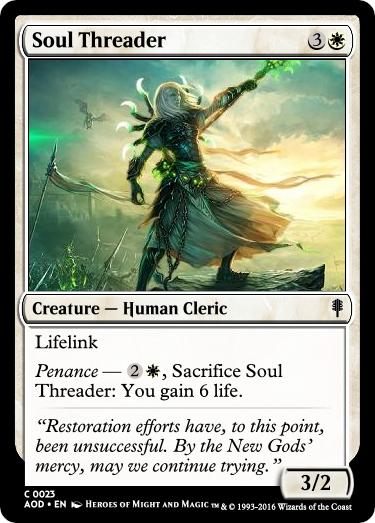 Soul Threader 3
Creature — Human Cleric
Lifelink
Penance — 2 , Sacrifice Soul
Threader: You gain 6 life.
“Restoration efforts have, to this point,
been unsuccessful. By the New Gods’
mercy, may we continue trying.”
3/2
C 0023
AOD • EN Heroes of Might and Magic ™ & © 1993-2016 Wizards of the Coast